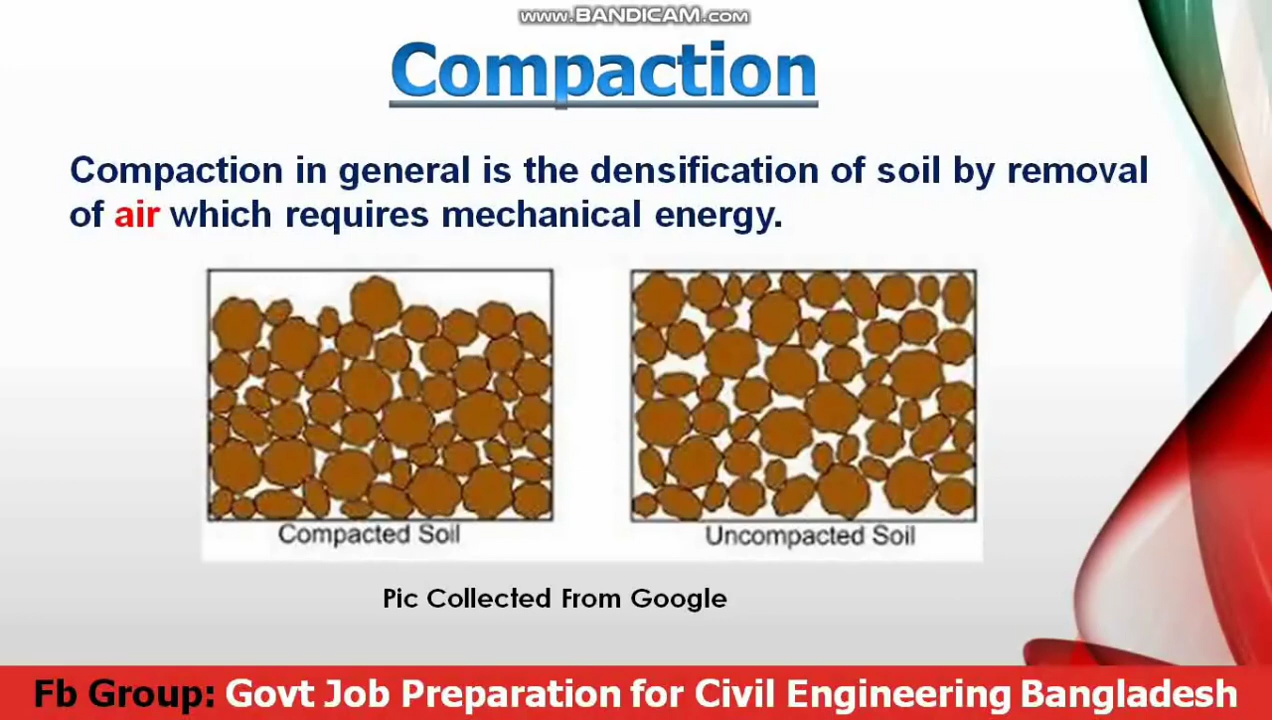 www.BANDICAM.com
Compaction
Compaction in general is the densification of soil by removal
of air which requires mechanical energy.
Compacted Soil
Uncompacted Soil
Pic Collected From Google
Fb Group: Govt Job Preparation for Civil Engineering Bangladesh